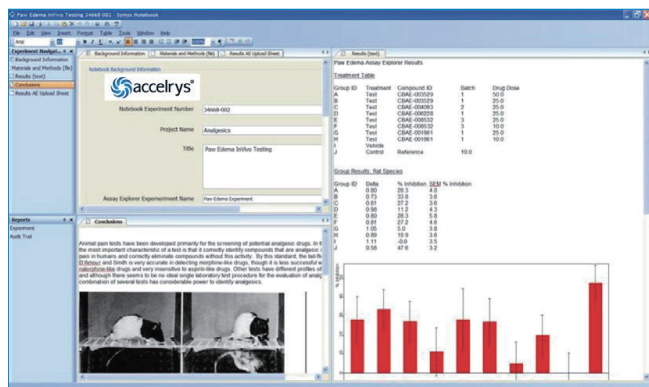 Paw Edema InVivo Testing 34668-002 - Symyx Notebook
File Edit View Insert Format Table Tools Window Help
Arial
Experiment Navigat...
Background Information
Materials and Methods [file]
Results (text)
Conclusions
Results AE Upload Sheet
Background Information
Materials and Methods [file]
Results AE Upload Sheet
Notebook Background Information
accelrys
Notebook Experiment Number
34668-002
Project Name
Analgesics
Title
Paw Edema InVivo Testing
Assay Explorer Expermeriment Name
Paw Edema Experiment
Reports
Experiment
Audit Trail
Conclusions
Animal pain tests have been developed primarily for the screening of potential analgesic drugs. In t
the most important characteristic of a test is that it correctly identify compounds that are analgesic
pain in humans and correctly eliminate compounds without this activity. By this standard, the tail-fli
D'Amour and Smith is very accurate in detecting morphine-like drugs, though it is less successful w
nalorphine-like drugs and very insensitive to aspirin-like drugs. Other tests have different profiles of
and although there seems to be no ideal single laboratory test procedure for the evaluation of analg
combination of several tests has considerable power to identify analgesics.
Results (text)
Paw Edema Assay Explorer Results
Treatment Table
Group ID Treatment Compound ID Batch Drug Dose
A Test CBAE-003529 1 50.0
B Test CBAE-003529 1 25.0
C Test CBAE-004093 2 25.0
D Test CBAE-006228 1 25.0
E Test CBAE-008532 3 25.0
F Test CBAE-008532 3 10.0
G Test CBAE-001861 1 25.0
H Test CBAE-001861 1 10.0
I Vehicle
J Control Reference 10.0
Group Results, Rat Species
Group ID Delta % Inhibition SEM % Inhibition
A 0.80 28.3 4.0
B 0.73 33.8 3.8
C 0.81 27.2 3.6
D 0.98 11.2 4.3
E 0.80 28.3 5.8
F 0.81 27.2 4.6
G 1.05 5.0 3.8
H 0.89 19.8 3.6
I 1.11 -0.6 3.5
J 0.58 47.6 3.2
% Inhibition